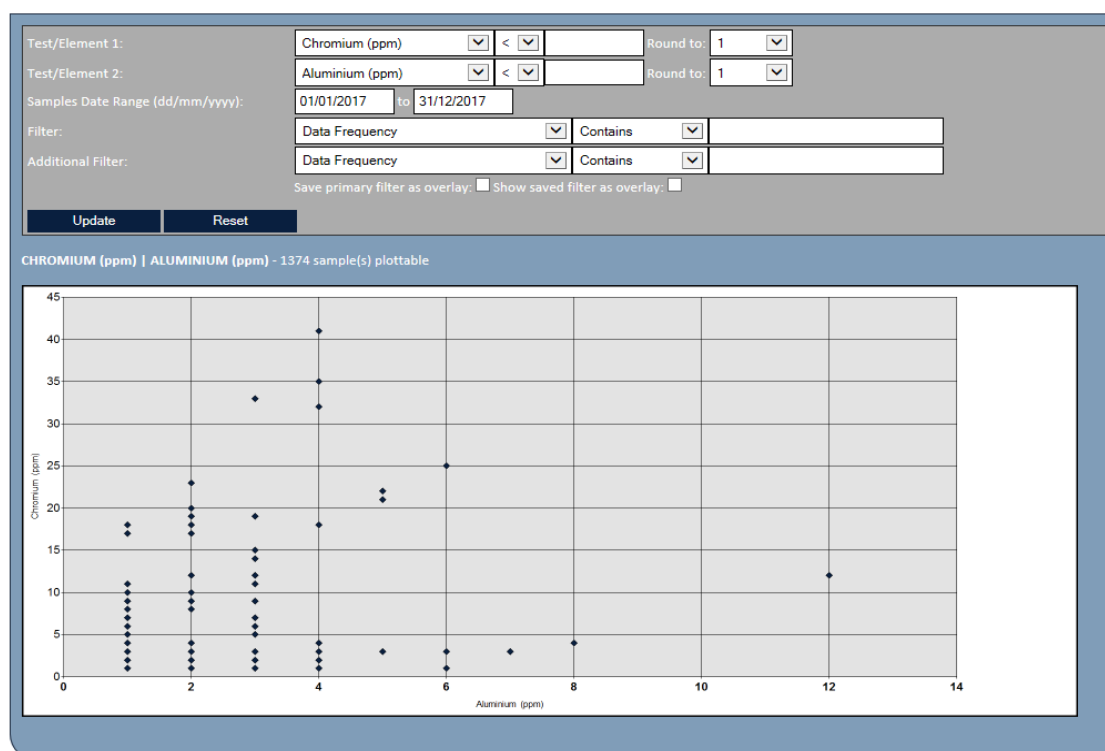 Test/Element 1: Chromium (ppm) < Round to: 1
Test/Element 2: Aluminium (ppm) < Round to: 1
Samples Date Range (dd/mm/yyyy): 01/01/2017 to 31/12/2017
Filter: Data Frequency Contains
Additional Filter: Data Frequency Contains
Save primary filter as overlay: Show saved filter as overlay:
Update Reset
CHROMIUM (ppm) | ALUMINIUM (ppm) - 1374 sample(s) plottable
45
40
35
30
25
20
15
10
5
0
Chromium (ppm)
0 2 4 6 8 10 12 14
Aluminium (ppm)